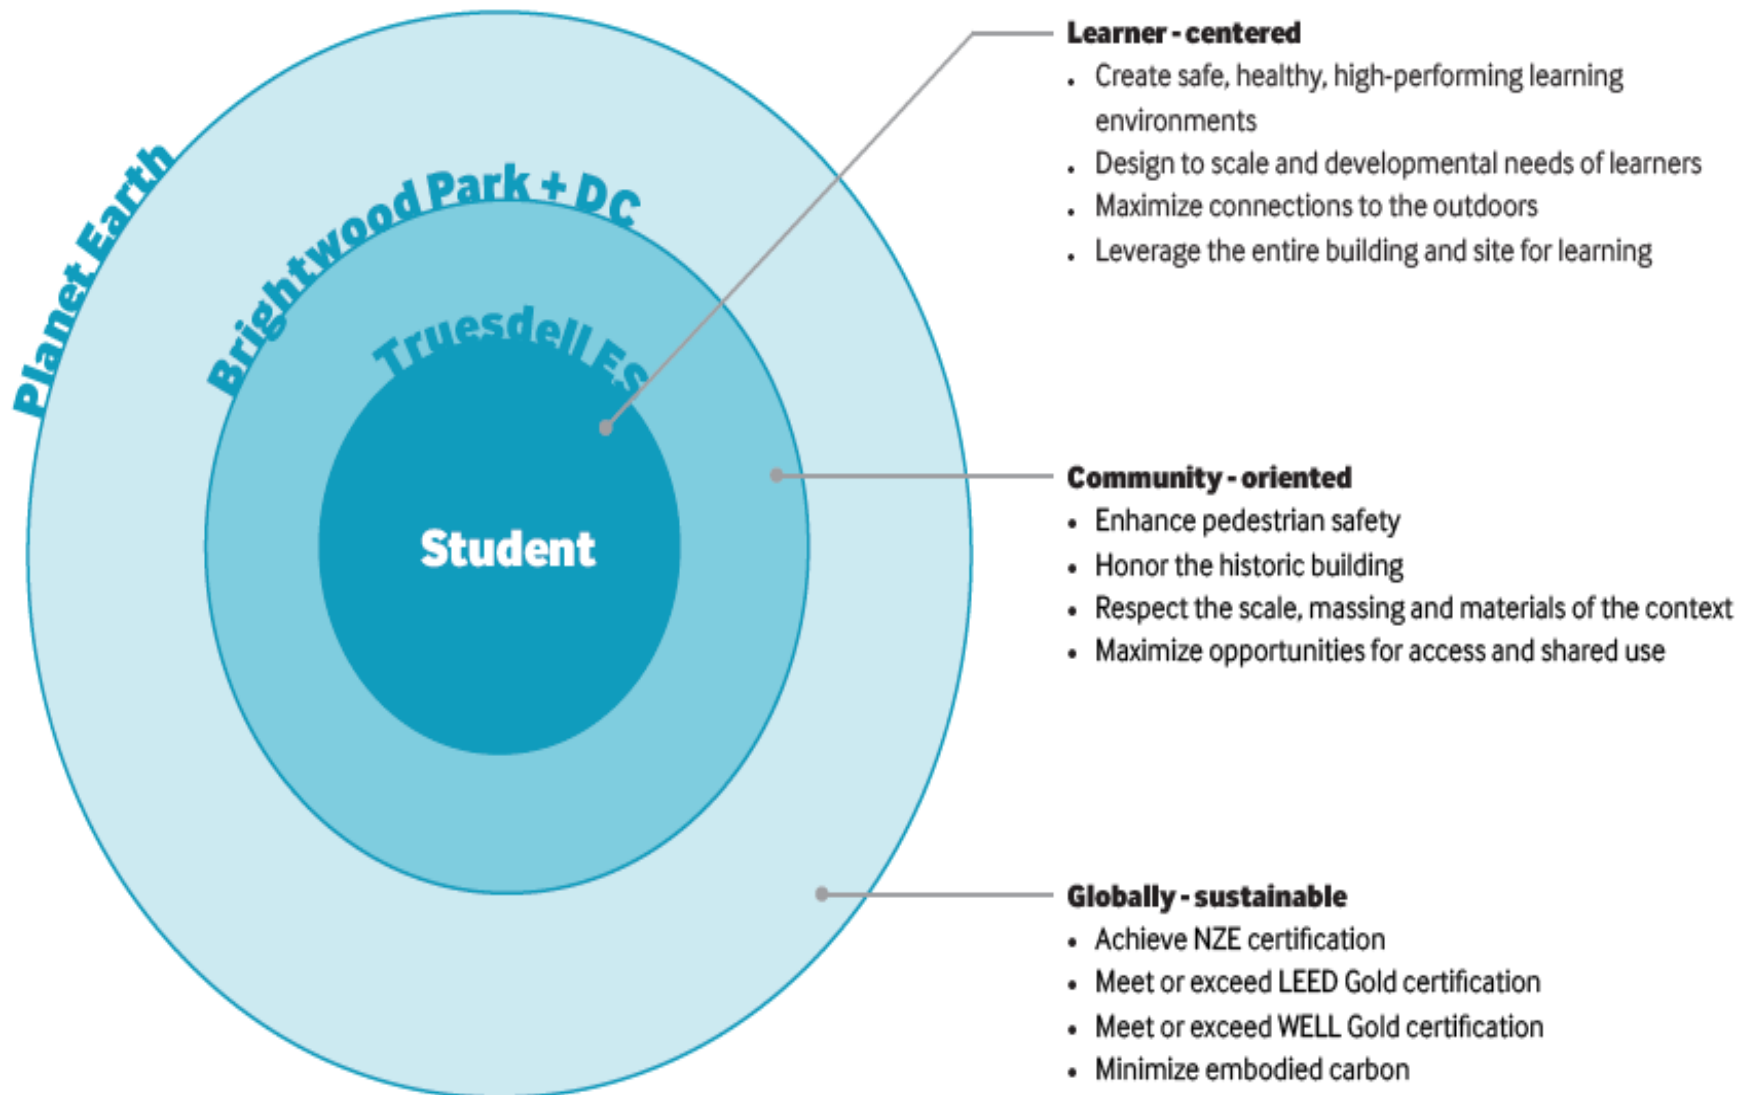 Planet Earth
Brightwood Park + DC
Truesdell ES
Student
Learner - centered
• Create safe, healthy, high-performing learning
environments
• Design to scale and developmental needs of learners
• Maximize connections to the outdoors
• Leverage the entire building and site for learning
Community - oriented
• Enhance pedestrian safety
• Honor the historic building
• Respect the scale, massing and materials of the context
• Maximize opportunities for access and shared use
Globally - sustainable
• Achieve NZE certification
• Meet or exceed LEED Gold certification
• Meet or exceed WELL Gold certification
• Minimize embodied carbon